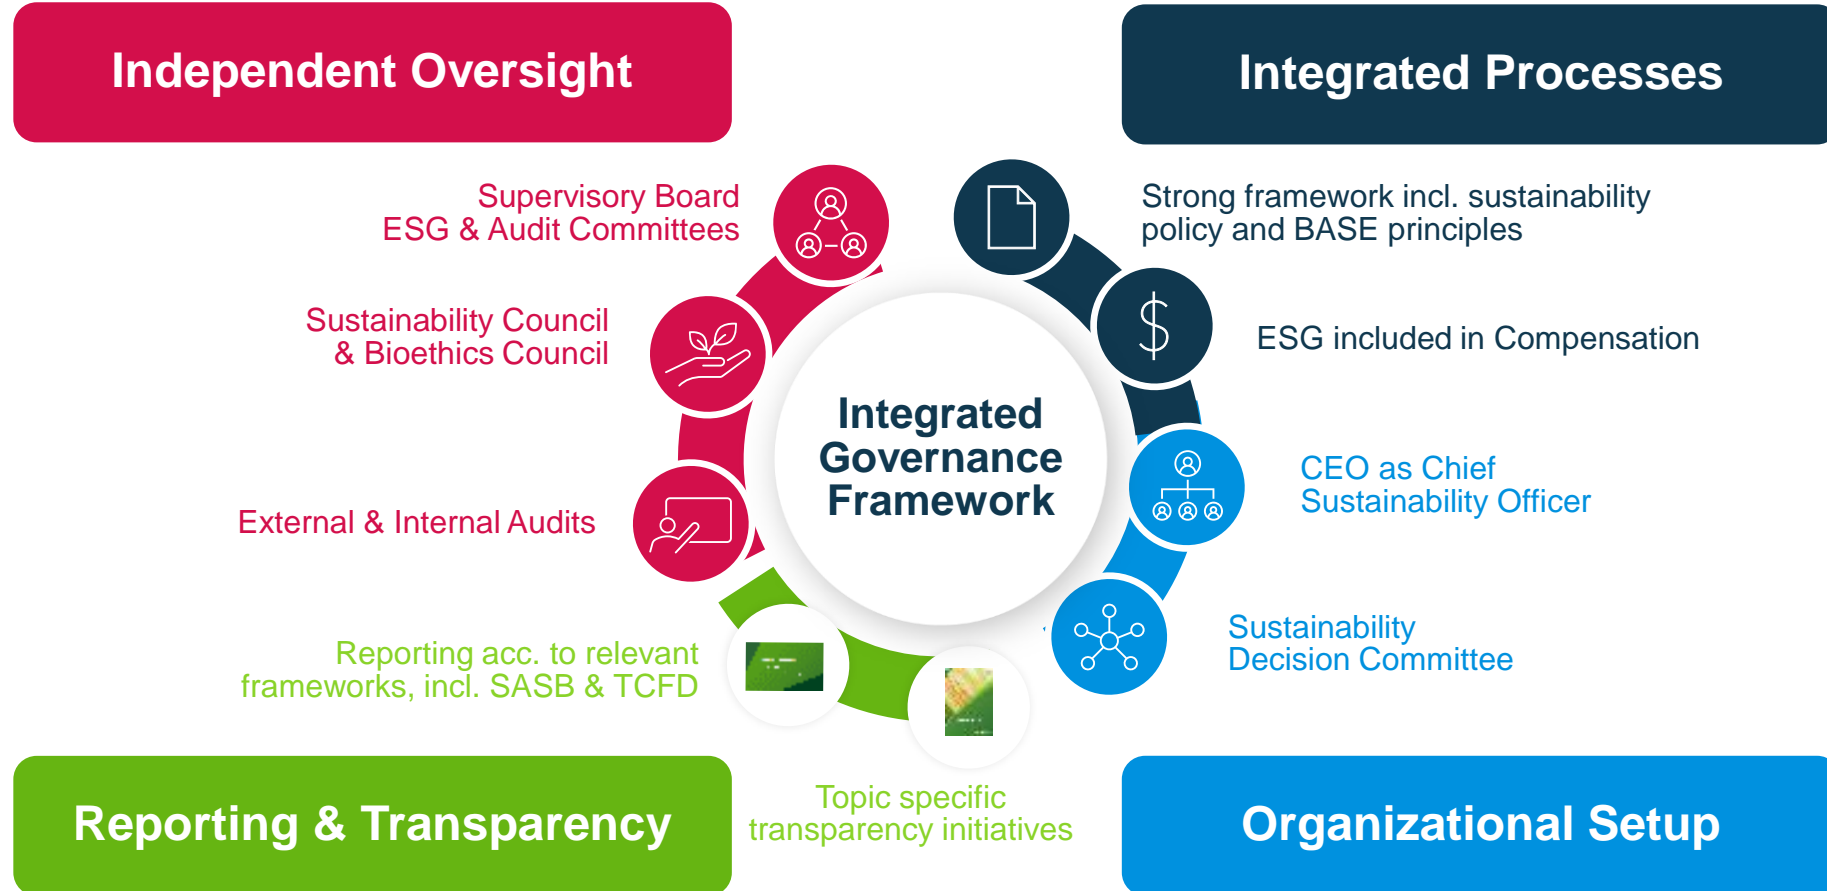 Independent Oversight
Integrated Processes
Supervisory Board
ESG & Audit Committees
Sustainability Council
& Bioethics Council
External & Internal Audits
Reporting acc. to relevant
frameworks, incl. SASB & TCFD
Integrated
Governance
Framework
Strong framework incl. sustainability
policy and BASE principles
ESG included in Compensation
CEO as Chief
Sustainability Officer
Sustainability
Decision Committee
Topic specific
transparency initiatives
Reporting & Transparency
Organizational Setup